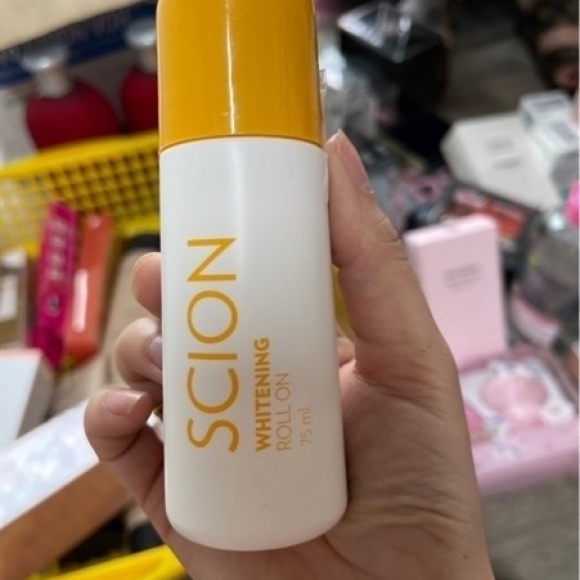 SCION
WHITENING
ROLL ON
75 mL